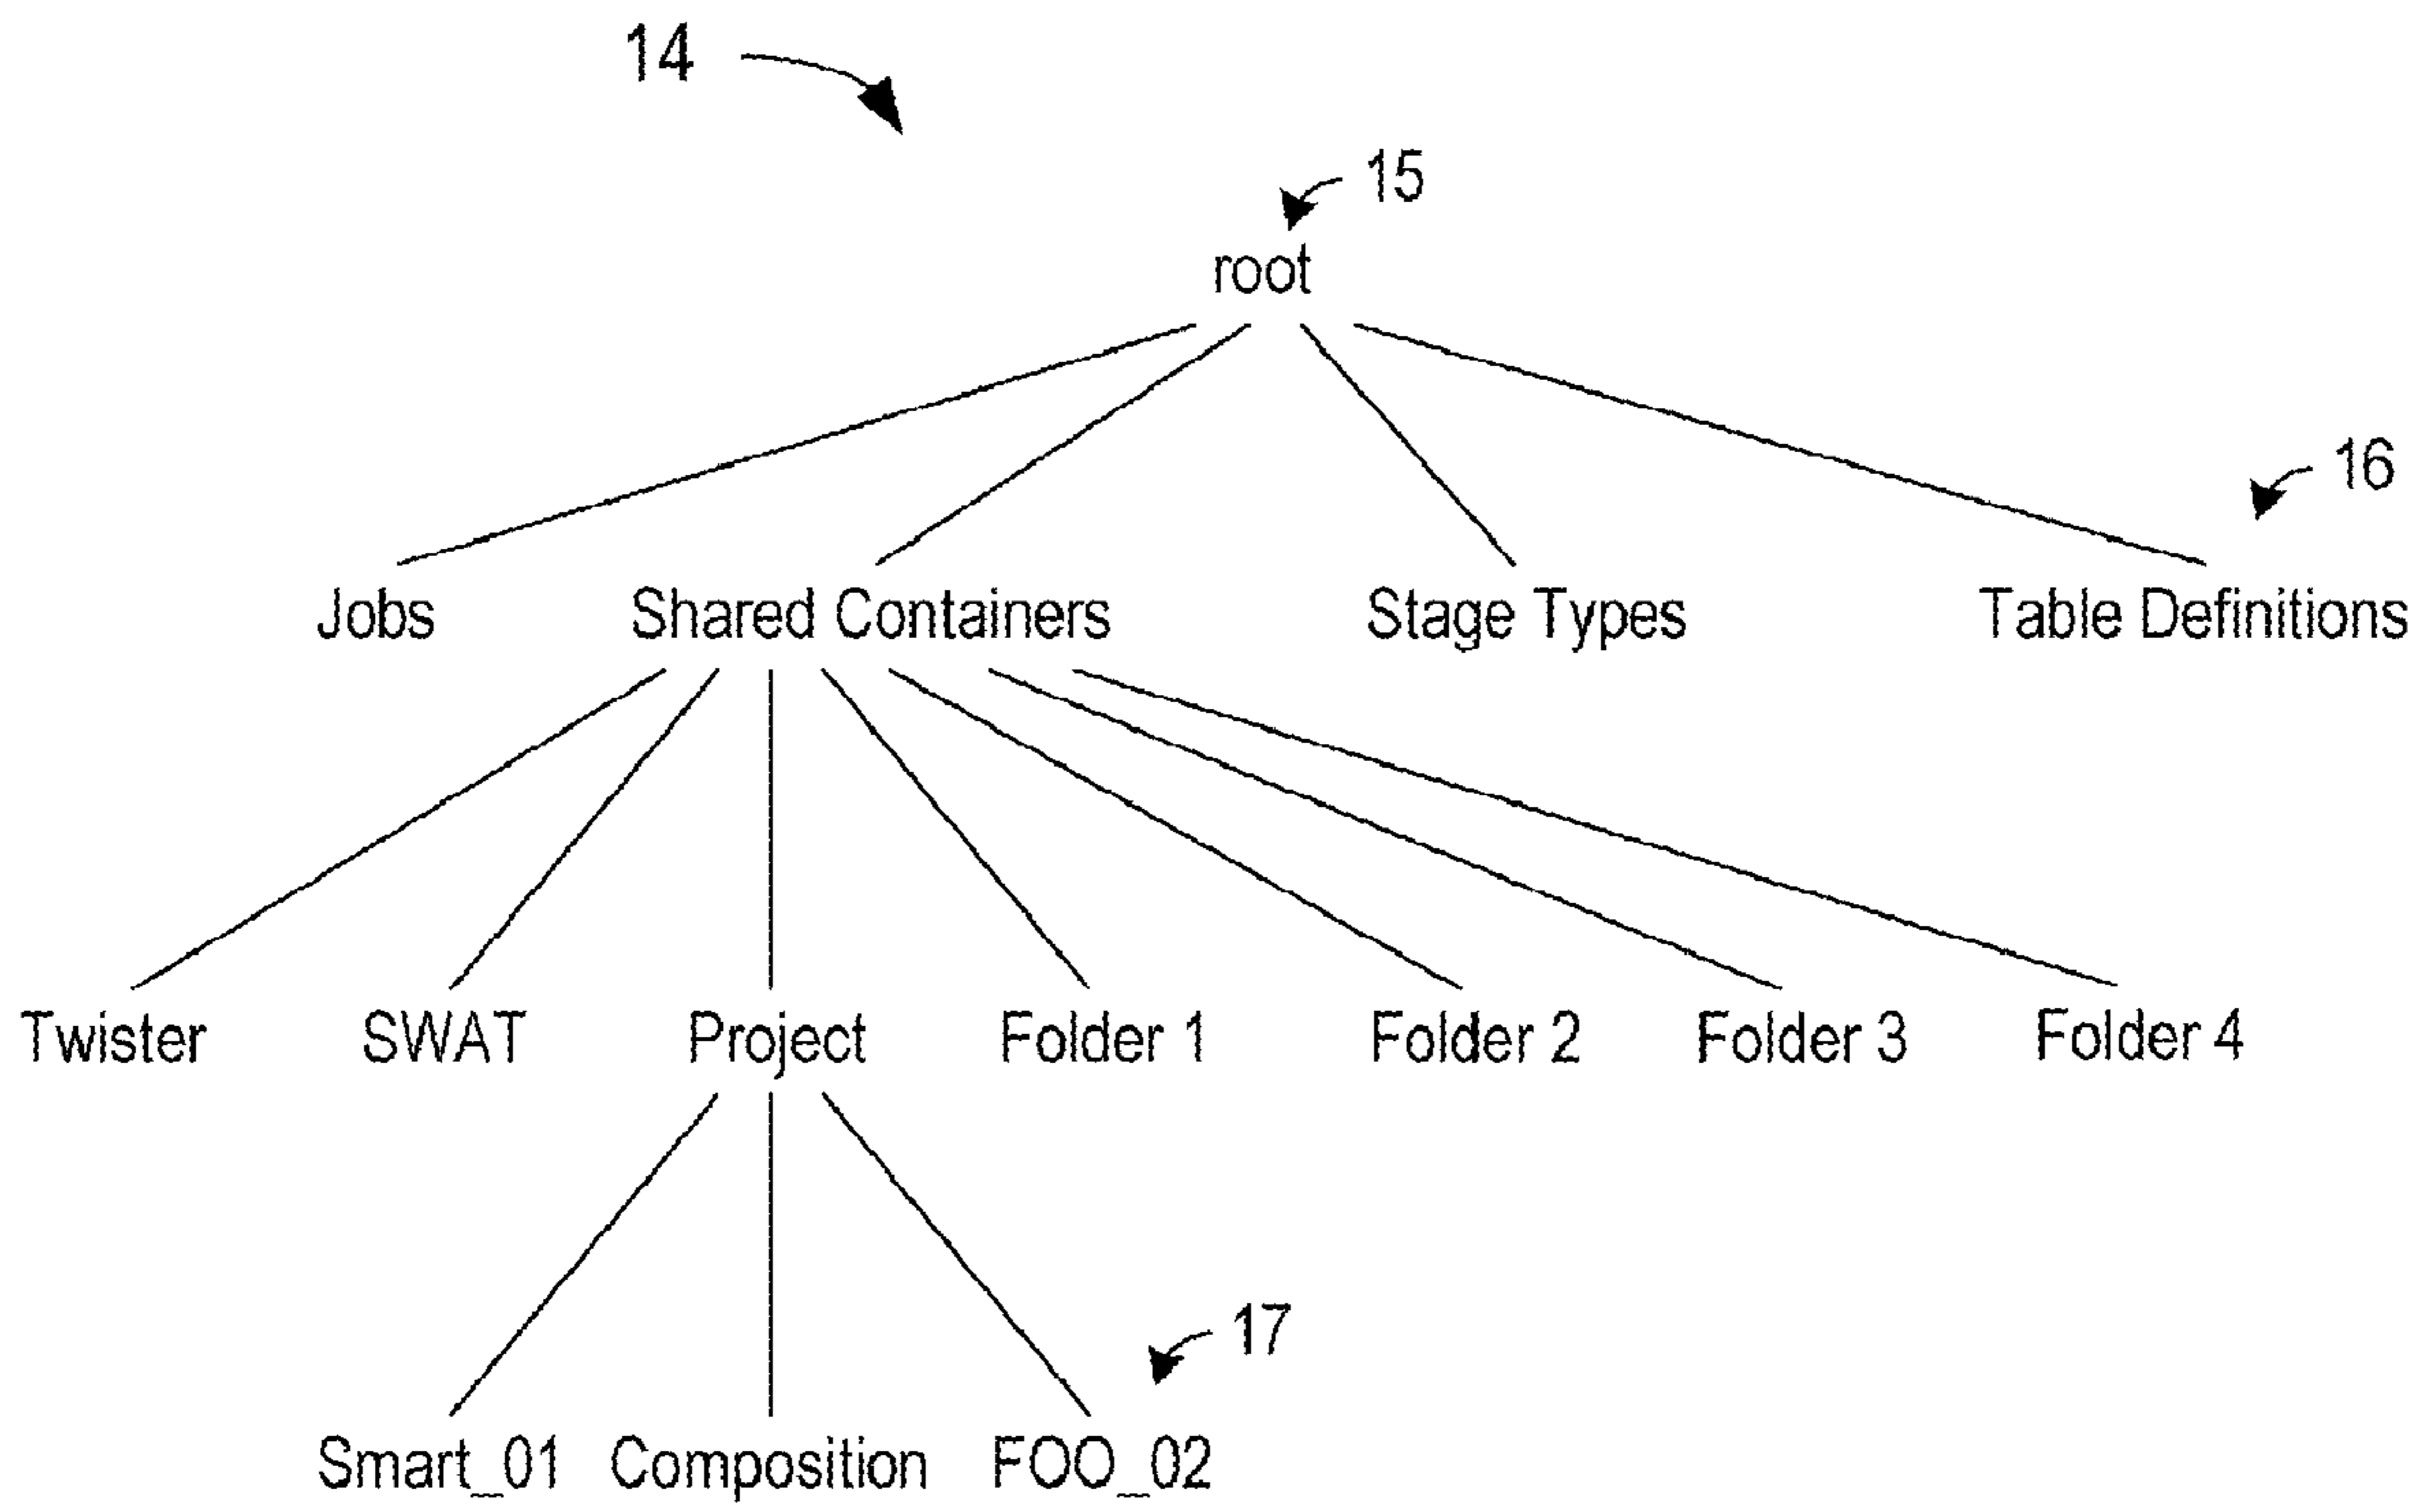 14
15
root
16
Jobs Shared Containers Stage Types Table Definitions
Twister SWAT Project Folder 1 Folder 2 Folder 3 Folder 4
17
Smart_01 Composition FOO_02